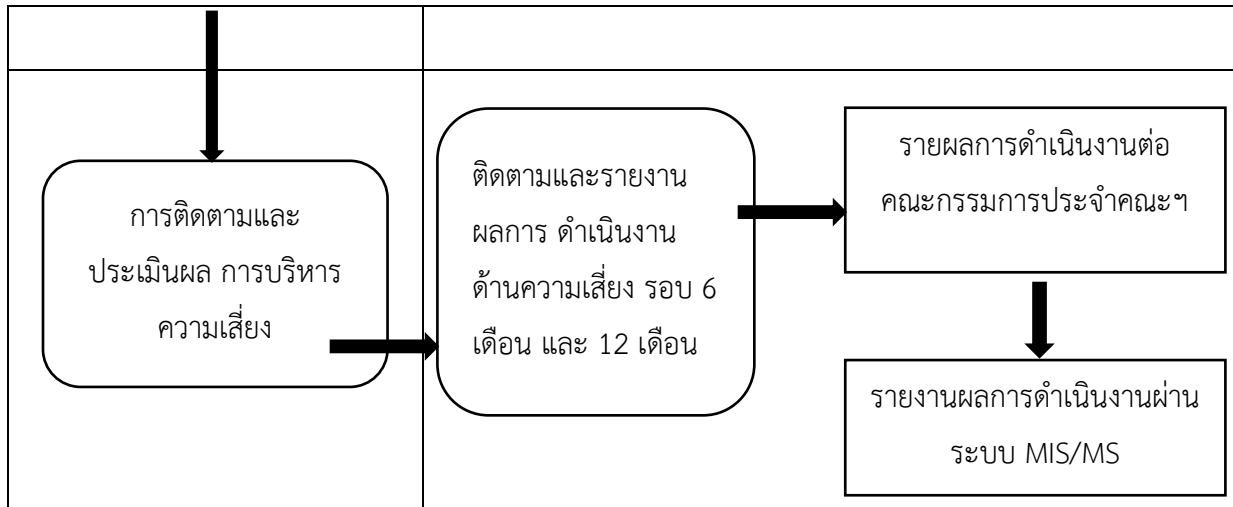 การติดตามและ
ประเมินผล การบริหาร
ความเสี่ยง
ติดตามและรายงาน
ผลการ ดำเนินงาน
ด้านความเสี่ยง รอบ 6
เดือน และ 12 เดือน
รายผลการดำเนินงานต่อ
คณะกรรมการประจำคณะฯ
รายงานผลการดำเนินงานผ่าน
ระบบ MIS/MS